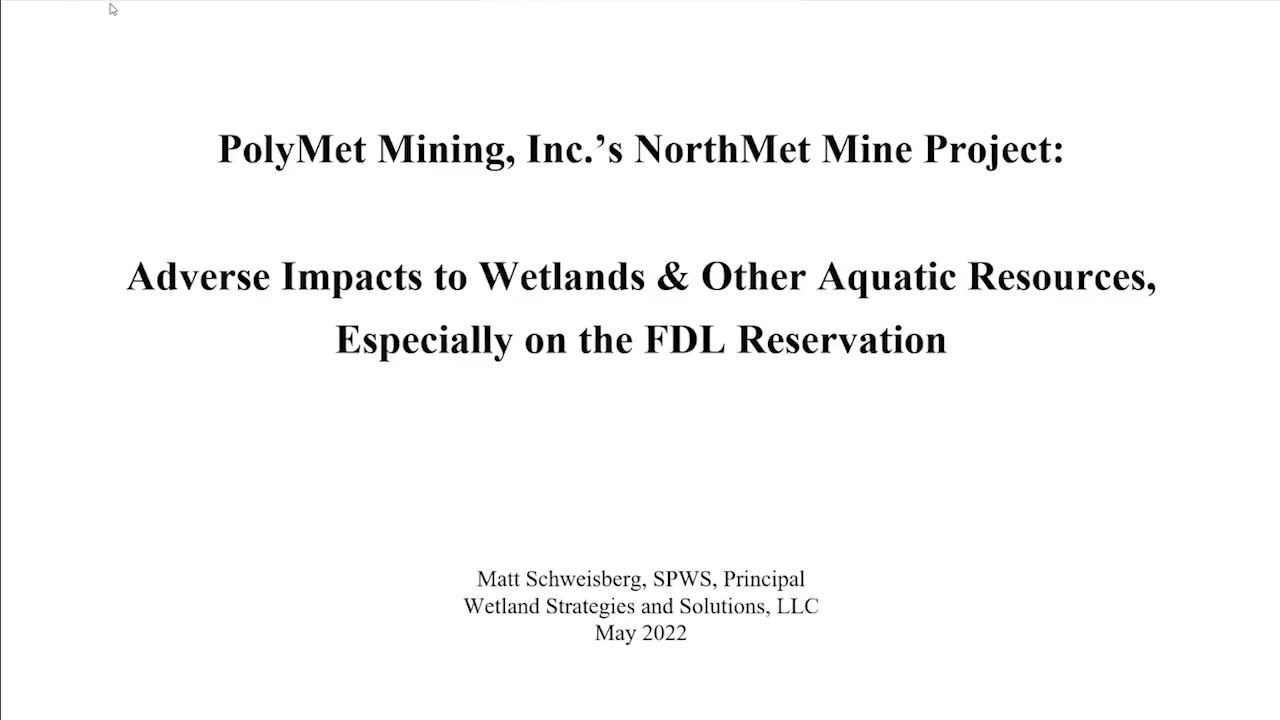 PolyMet Mining, Inc.’s NorthMet Mine Project:
Adverse Impacts to Wetlands & Other Aquatic Resources,
Especially on the FDL Reservation
Matt Schweisberg, SPWS, Principal
Wetland Strategies and Solutions, LLC
May 2022